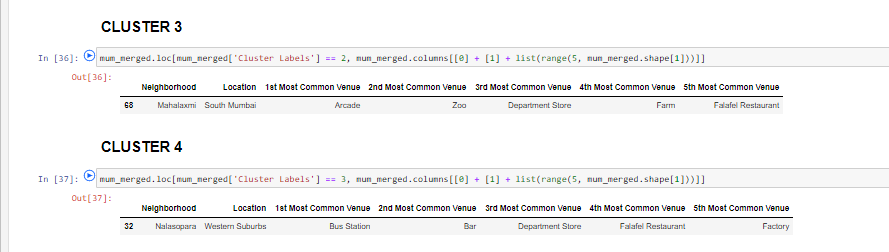 CLUSTER 3
In [36]: mum_merged.loc[mum_merged['Cluster Labels'] == 2, mum_merged.columns[[0] + [1] + list(range(5, mum_merged.shape[1]))]]
Out[36]:
Neighborhood Location 1st Most Common Venue 2nd Most Common Venue 3rd Most Common Venue 4th Most Common Venue 5th Most Common Venue
68 Mahalaxmi South Mumbai Arcade Zoo Department Store Farm Falafel Restaurant
CLUSTER 4
In [37]: mum_merged.loc[mum_merged['Cluster Labels'] == 3, mum_merged.columns[[0] + [1] + list(range(5, mum_merged.shape[1]))]]
Out[37]:
Neighborhood Location 1st Most Common Venue 2nd Most Common Venue 3rd Most Common Venue 4th Most Common Venue 5th Most Common Venue
32 Nalasopara Western Suburbs Bus Station Bar Department Store Falafel Restaurant Factory